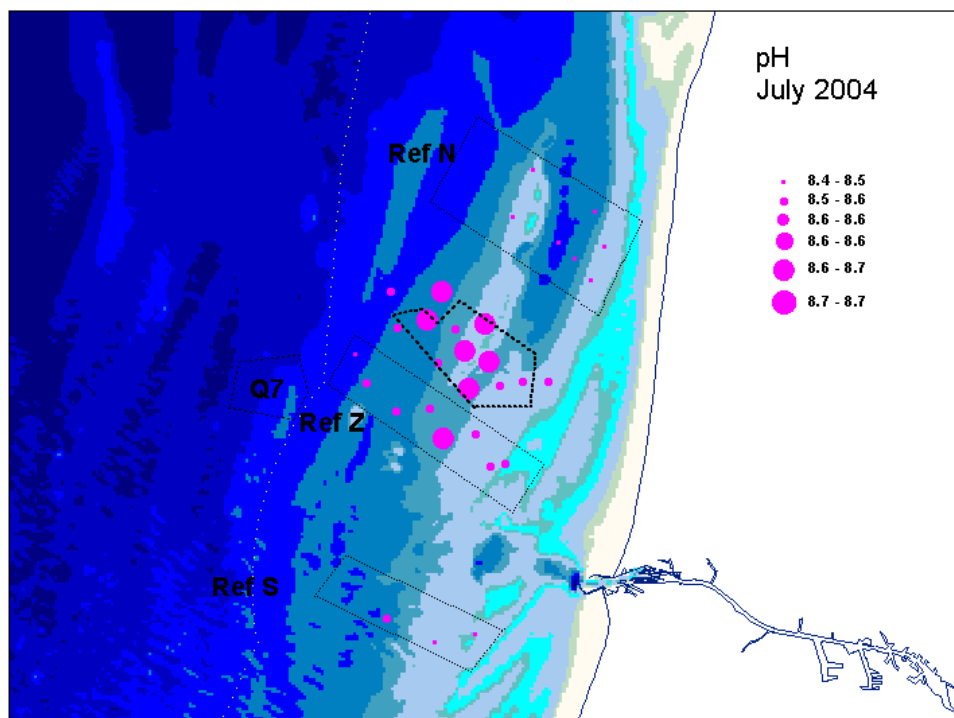 pH
July 2004
Ref N
8.4 - 8.5
8.5 - 8.6
8.6 - 8.6
8.6 - 8.6
8.6 - 8.7
8.7 - 8.7
Q7
Ref Z
Ref S